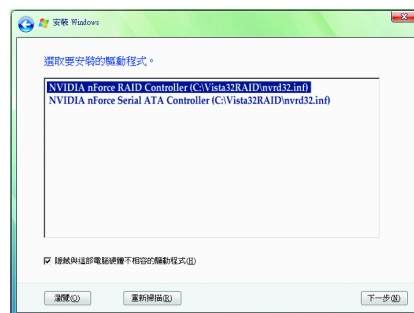 安裝 Windows
選取要安裝的驅動程式。
NVIDIA nForce RAID Controller (C:\Vista32RAID\nvrd32.inf)
NVIDIA nForce Serial ATA Controller (C:\Vista32RAID\nvrd32.inf)
隱藏與這部電腦硬體不相容的驅動程式(H)
瀏覽(O)
重新掃描(R)
下一步(N)